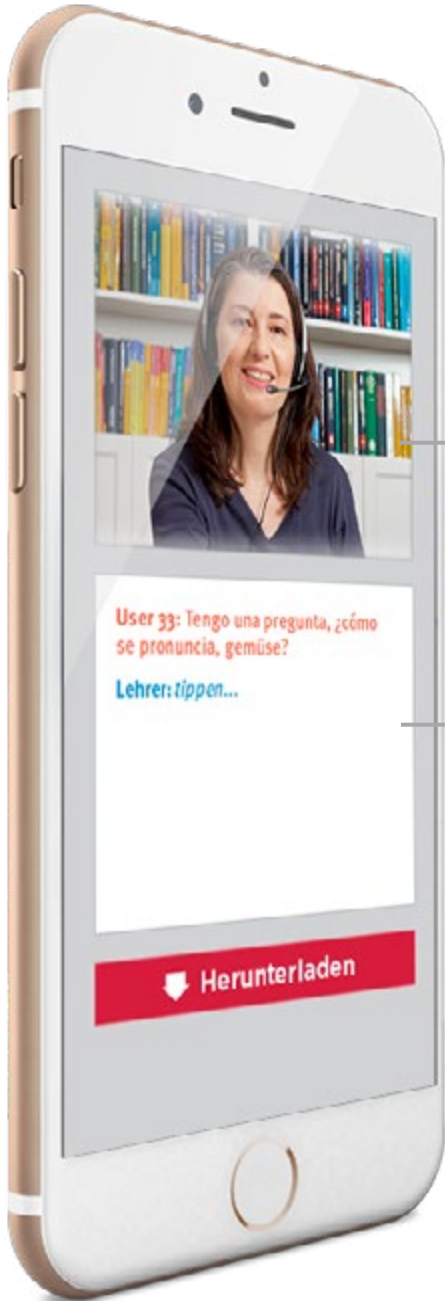 User 33: Tengo una pregunta, ¿cómo
se pronuncia, gemüse?
Lehrer: tippen...
Herunterladen